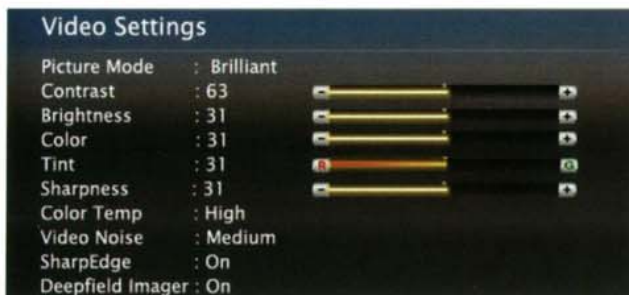 Video Settings
Picture Mode : Brilliant
Contrast : 63 - +
Brightness : 31 - +
Color : 31 - +
Tint : 31 R G
Sharpness : 31 - +
Color Temp : High
Video Noise : Medium
SharpEdge : On
Deepfield Imager : On